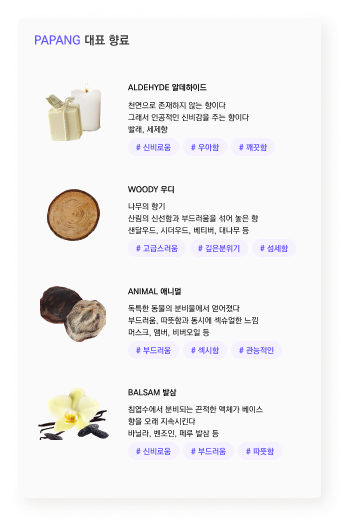 PAPANG 대표 향료
ALDEHYDE 알데하이드
천연으로 존재하지 않는 향이다
그래서 인공적인 신비감을 주는 향이다
빨래, 세제향
# 신비로움 # 우아함 # 깨끗함
WOODY 우디
나무의 향기
산림의 신선함과 부드러움을 섞어 놓은 향
샌달우드, 시더우드, 베티버, 대나무 등
# 고급스러움 # 깊은분위기 # 섬세함
ANIMAL 애니멀
독특한 동물의 분비물에서 얻어졌다
부드러움, 따뜻함과 동시에 섹슈얼한 느낌
머스크, 앰버, 비버오일 등
# 부드러움 # 섹시함 # 관능적인
BALSAM 발삼
침엽수에서 분비되는 끈적한 액체가 베이스
향을 오래 지속시킨다
바닐라, 벤조인, 페루 발삼 등
# 신비로움 # 부드러움 # 따뜻함